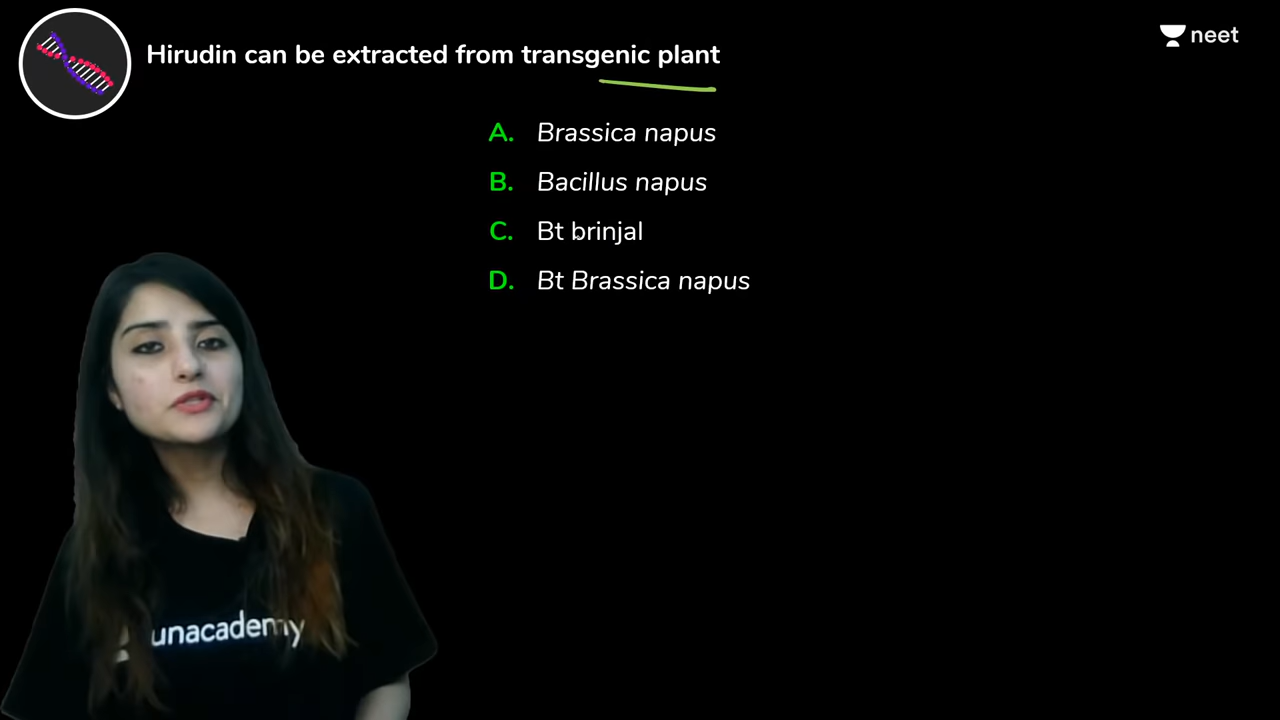 Hirudin can be extracted from transgenic plant
neet
A. Brassica napus
B. Bacillus napus
C. Bt brinjal
D. Bt Brassica napus
unacademy